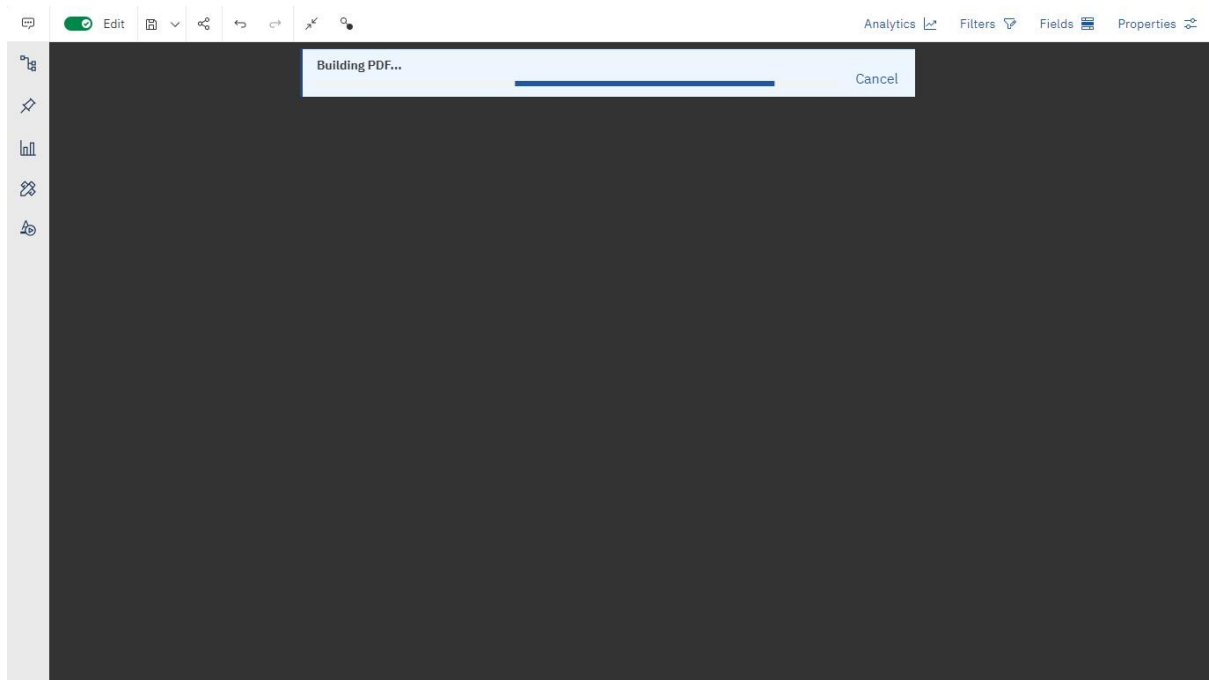 Edit
Analytics
Filters
Fields
Properties
Building PDF...
Cancel